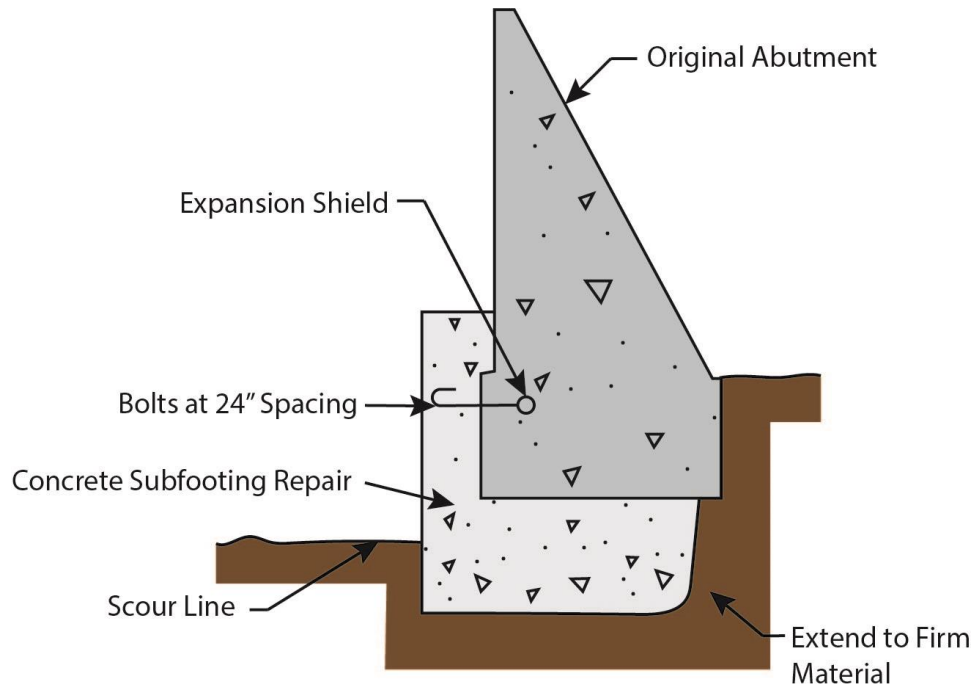 Original Abutment
Expansion Shield
Bolts at 24” Spacing
Concrete Subfooting Repair
Scour Line
Extend to Firm
Material